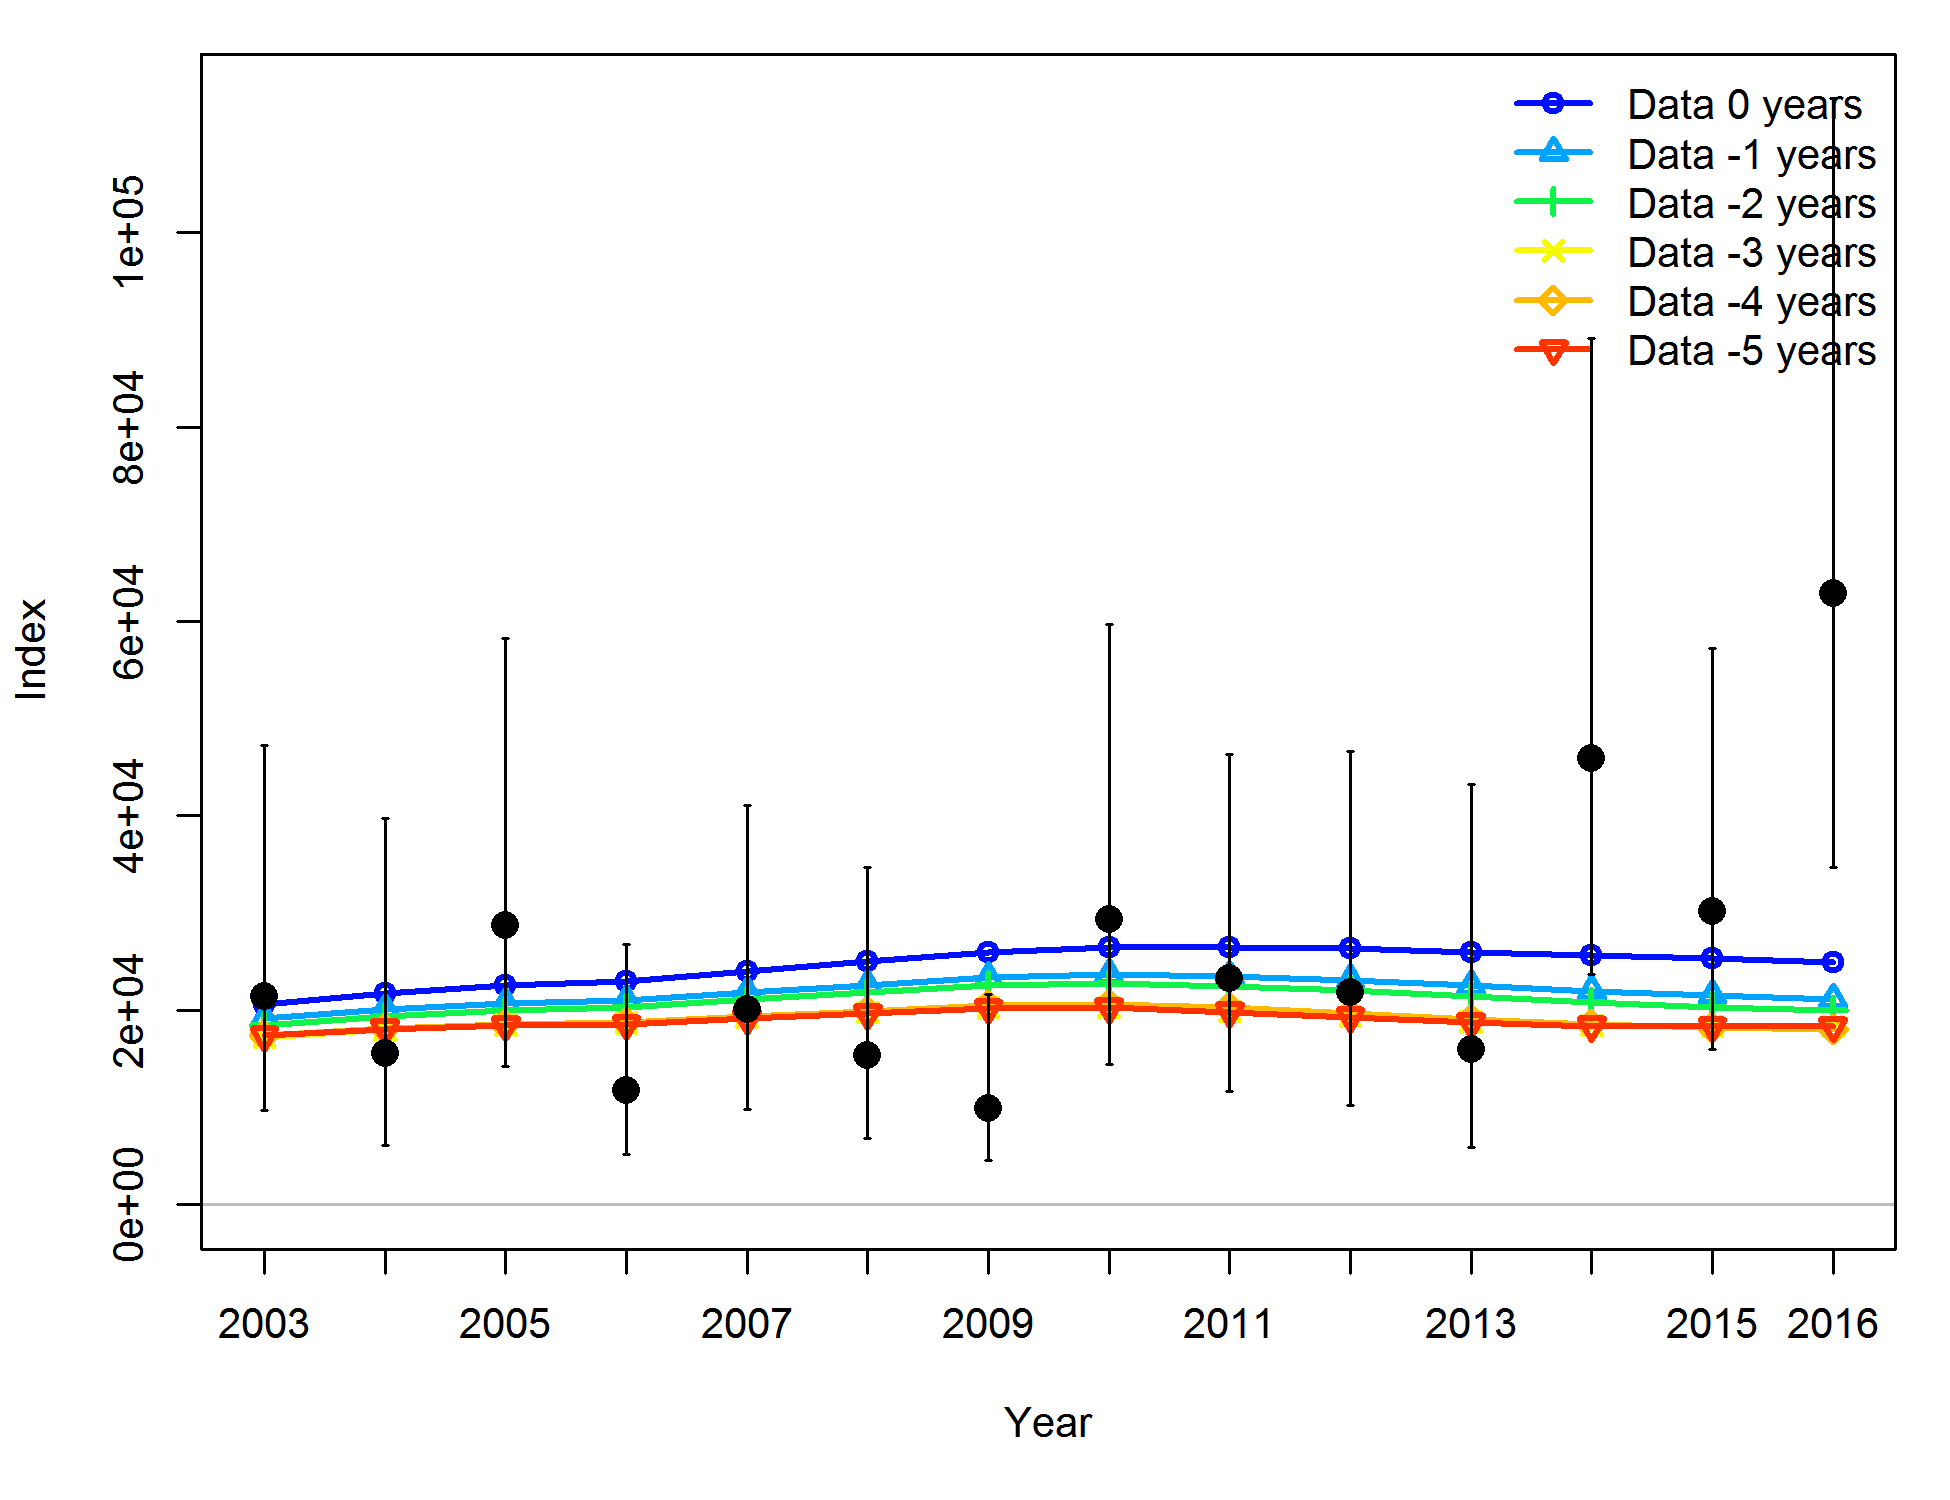 Data 0 years
Data -1 years
Data -2 years
Data -3 years
Data -4 years
Data -5 years
1e+05
8e+04
6e+04
4e+04
2e+04
0e+00
Index
2003 2005 2007 2009 2011 2013 2015 2016
Year